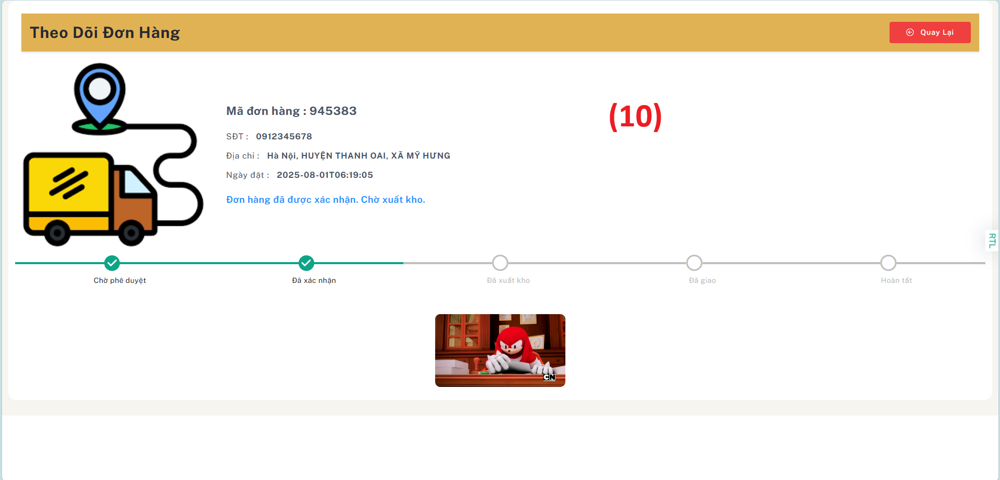 Theo Dõi Đơn Hàng
Quay Lại
Mã đơn hàng : 945383
(10)
SĐT : 0912345678
Địa chỉ : Hà Nội, HUYỆN THANH OAI, XÃ MỸ HƯNG
Ngày đặt : 2025-08-01T06:19:05
Đơn hàng đã được xác nhận. Chờ xuất kho.
RTL
Chờ phê duyệt
Đã xác nhận
Đã xuất kho
Đã giao
Hoàn tất
CN